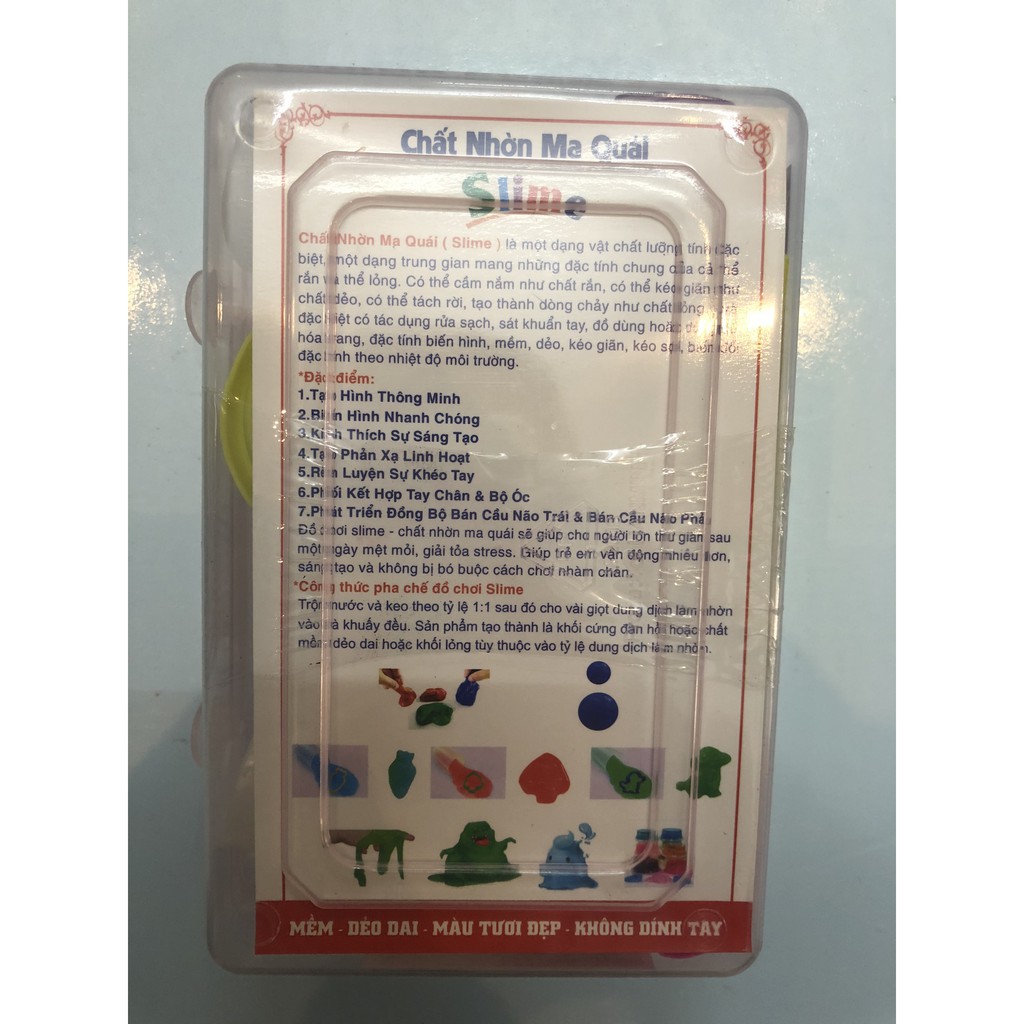 Chất Nhờn Ma Quái
Slime
Chất Nhờn Ma Quái ( Slime ) là một dạng vật chất lưỡng tính đặc
biệt, một dạng trung gian mang những đặc tính chung của cả thể
rắn và thể lỏng. Có thể cầm nắm như chất rắn, có thể kéo giãn như
chất dẻo, có thể tách rời, tạo thành dòng chảy như chất lỏng và
đặc biệt có tác dụng rửa sạch, sát khuẩn tay, đồ dùng hoặc
hóa trang, đặc tính biến hình, mềm, dẻo, kéo giãn, kéo sợi, biến đổi
đặc tính theo nhiệt độ môi trường.
*Đặc điểm:
1.Tạo Hình Thông Minh
2.Biến Hình Nhanh Chóng
3.Kích Thích Sự Sáng Tạo
4.Tạo Phản Xạ Linh Hoạt
5.Rèn Luyện Sự Khéo Tay
6.Phối Kết Hợp Tay Chân & Bộ Óc
7.Phát Triển Đồng Bộ Bán Cầu Não Trái & Bán Cầu Não Phải
Đồ chơi slime - chất nhờn ma quái sẽ giúp cho người lớn thư giãn sau
một ngày mệt mỏi, giải tỏa stress. Giúp trẻ em vận động nhiều hơn,
sáng tạo và không bị bó buộc cách chơi nhàm chán.
*Công thức pha chế đồ chơi Slime
Trộn nước và keo theo tỷ lệ 1:1 sau đó cho vài giọt dung dịch làm nhờn
vào và khuấy đều. Sản phẩm tạo thành là khối cứng đàn hồi hoặc chất
mềm dẻo dai hoặc khối lỏng tùy thuộc vào tỷ lệ dung dịch làm nhờn.
MỀM - DẺO DAI - MÀU TƯƠI ĐẸP - KHÔNG DÍNH TAY